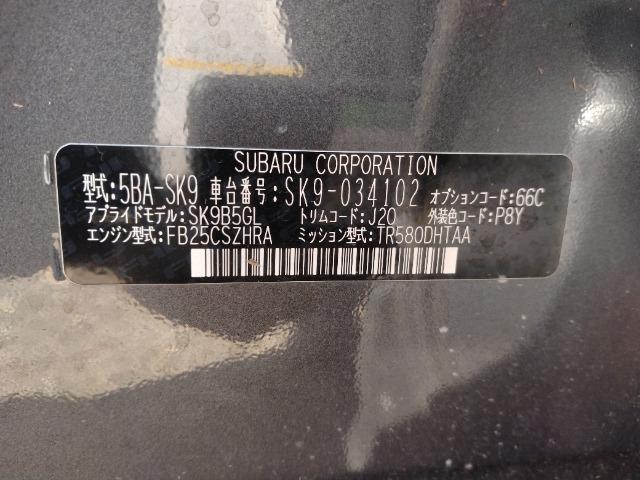 SUBARU CORPORATION
型式:5BA-SK9 車台番号:SK9-034102 オプションコード:66C
アプライドモデル:SK9B5GL トリムコード:J20 外装色コード:P8Y
エンジン型式:FB25CSZHRA ミッション型式:TR580DHTAA